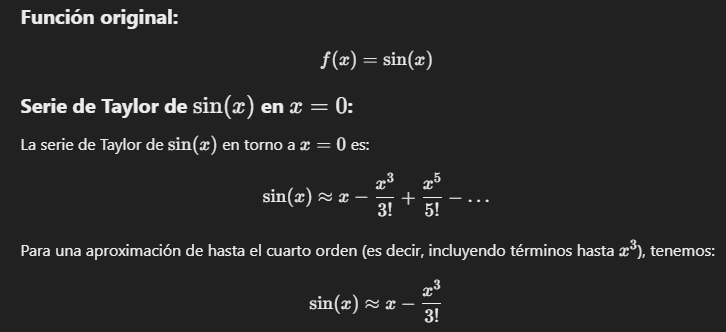 Función original:
f(x) = sin(x)
Serie de Taylor de sin(x) en x = 0:
La serie de Taylor de sin(x) en torno a x = 0 es:
sin(x) ≈ x − x³/3! + x⁵/5! − …
Para una aproximación de hasta el cuarto orden (es decir, incluyendo términos hasta x³), tenemos:
sin(x) ≈ x − x³/3!